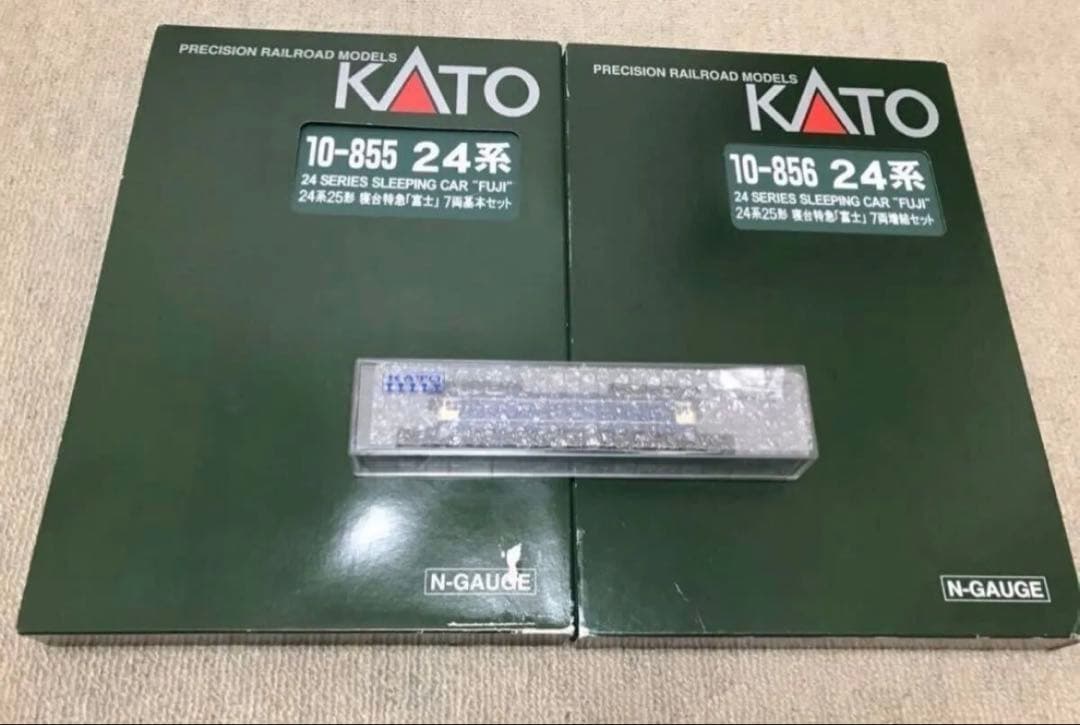 PRECISION RAILROAD MODELS
KATO
10-855 24系
24 SERIES SLEEPING CAR "FUJI"
24系25形 寝台特急「富士」 7両基本セット
N-GAUGE
PRECISION RAILROAD MODELS
KATO
10-856 24系
24 SERIES SLEEPING CAR "FUJI"
24系25形 寝台特急「富士」 7両増結セット
N-GAUGE
KATO